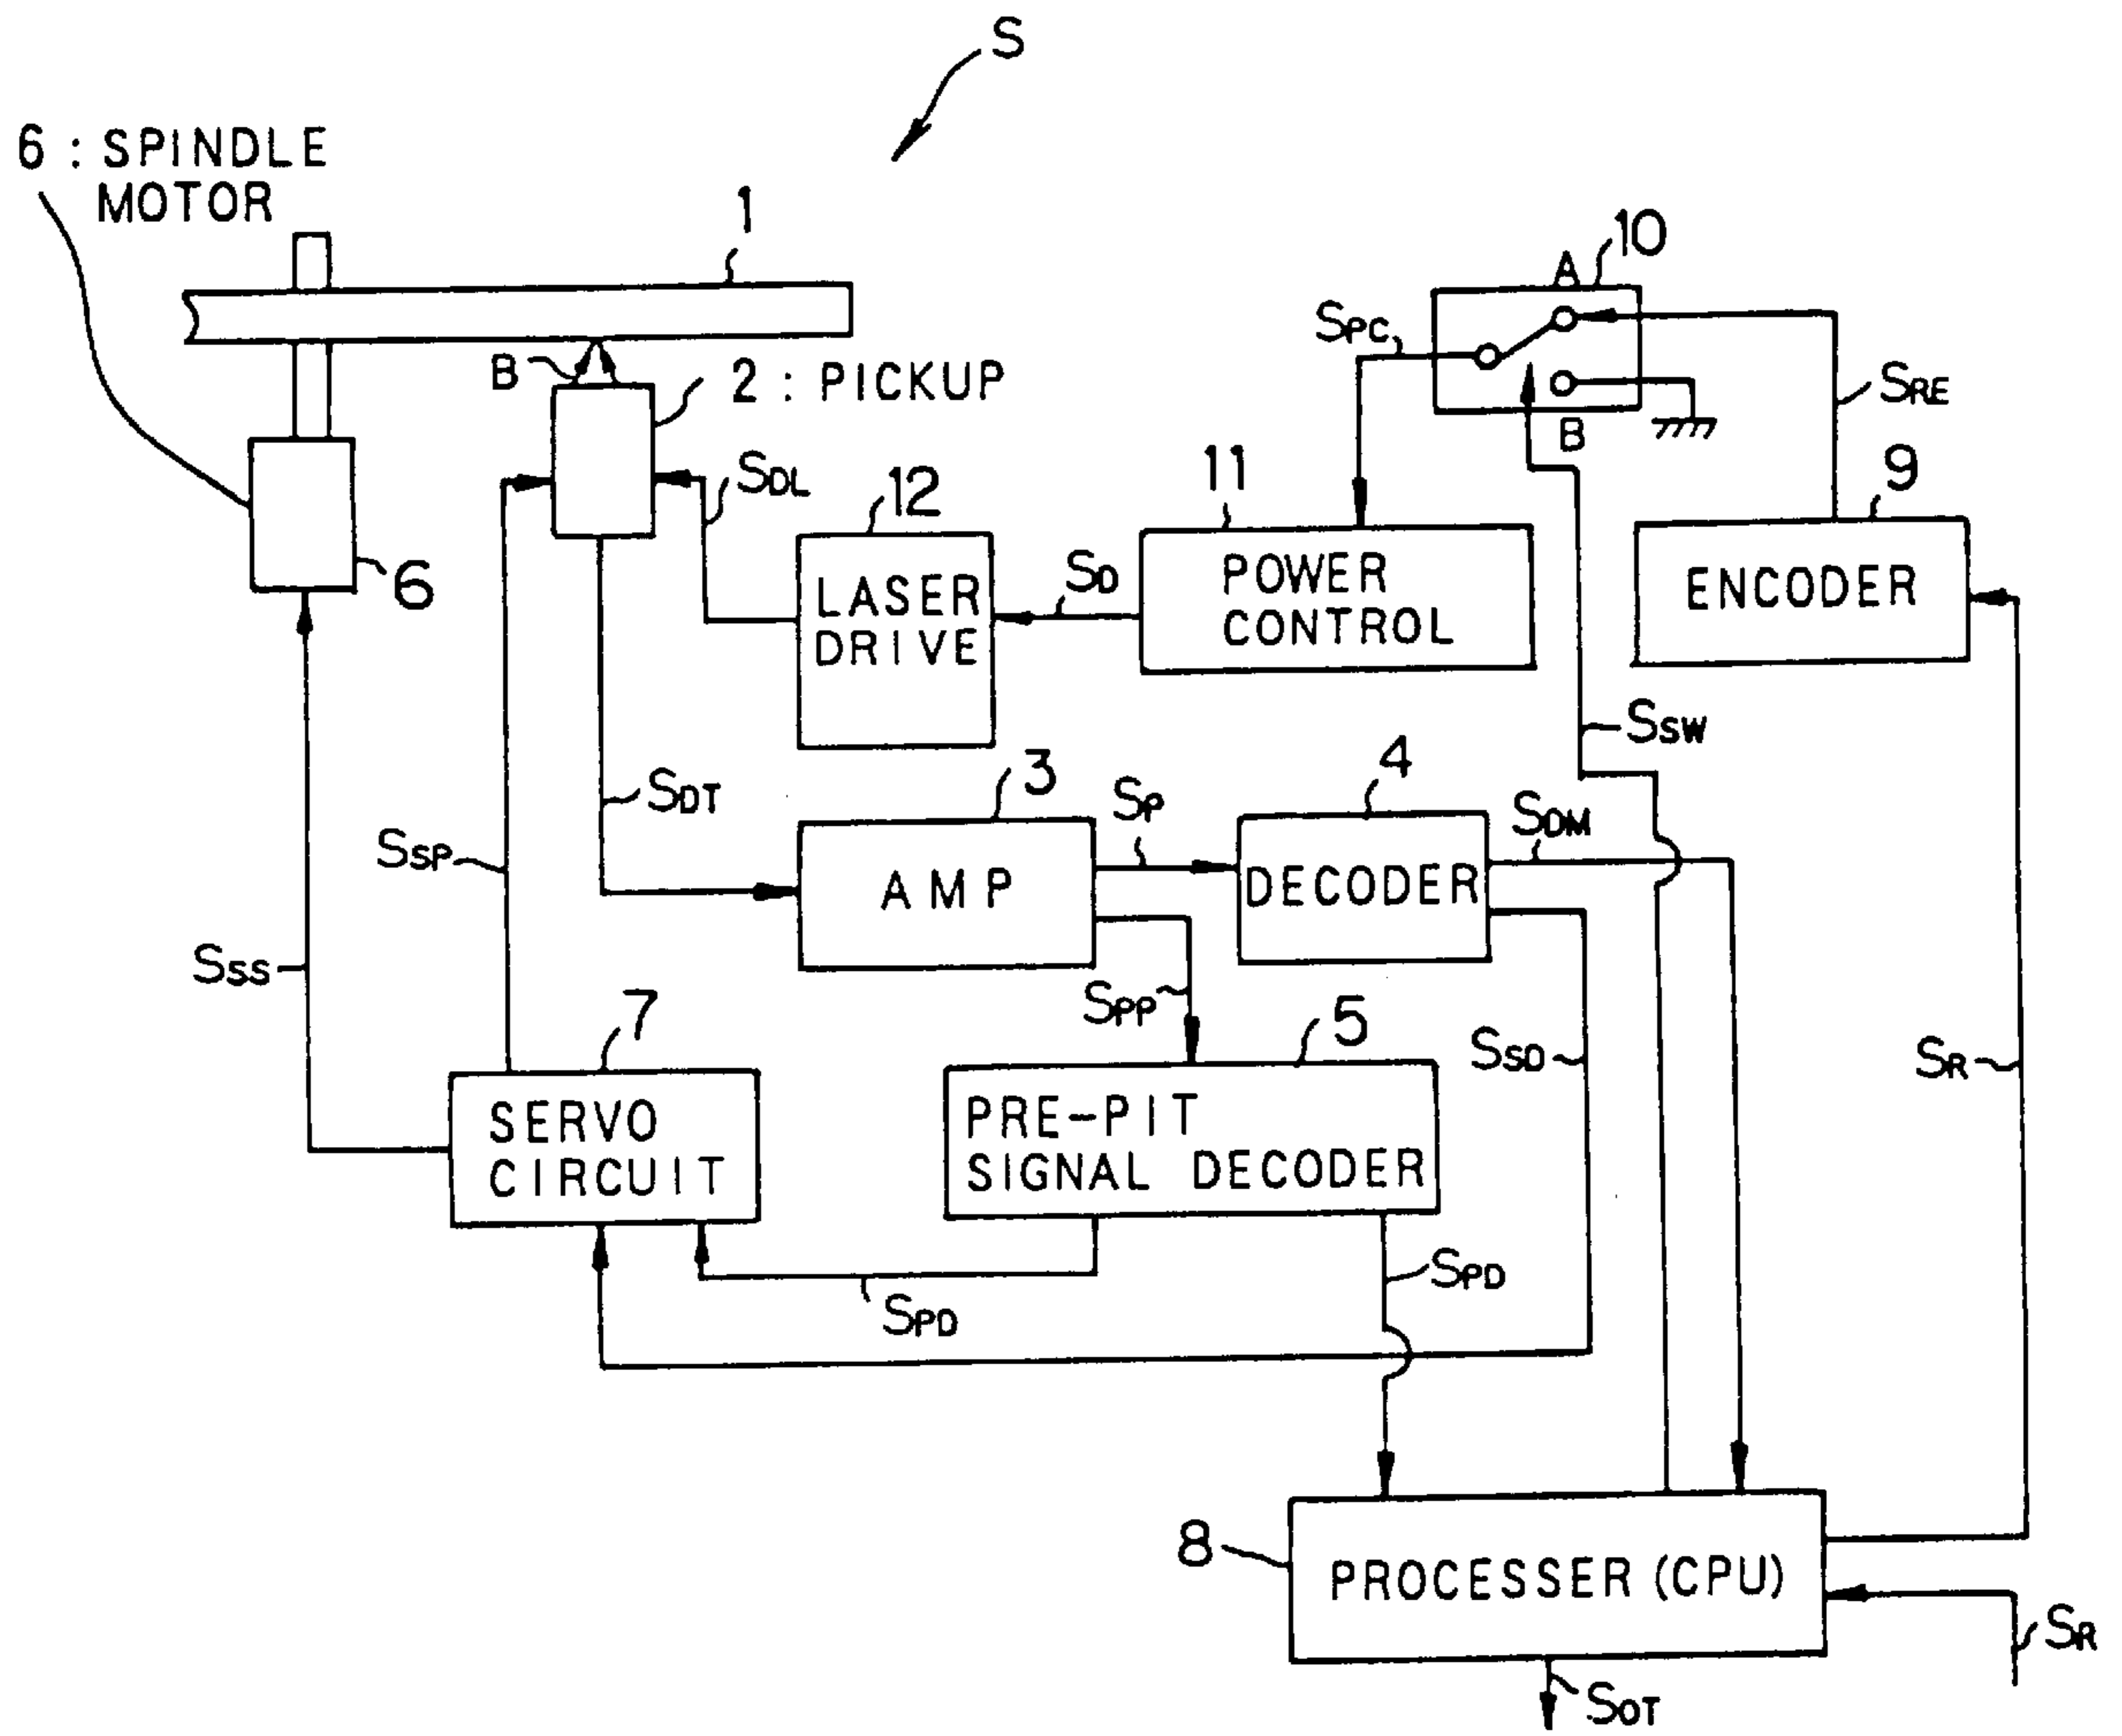 S
6 : SPINDLE
MOTOR
1
10
A
SPC
B
2 : PICKUP
SRE
B
SDL
12
11
9
6
LASER
DRIVE
SD
POWER
CONTROL
ENCODER
SSW
SDT
3
SP
4
SDM
SSP
AMP
DECODER
SSS
SPP
7
5
SSD
SR
SERVO
CIRCUIT
PRE-PIT
SIGNAL DECODER
SPD
SPD
8
PROCESSER (CPU)
SR
SOT